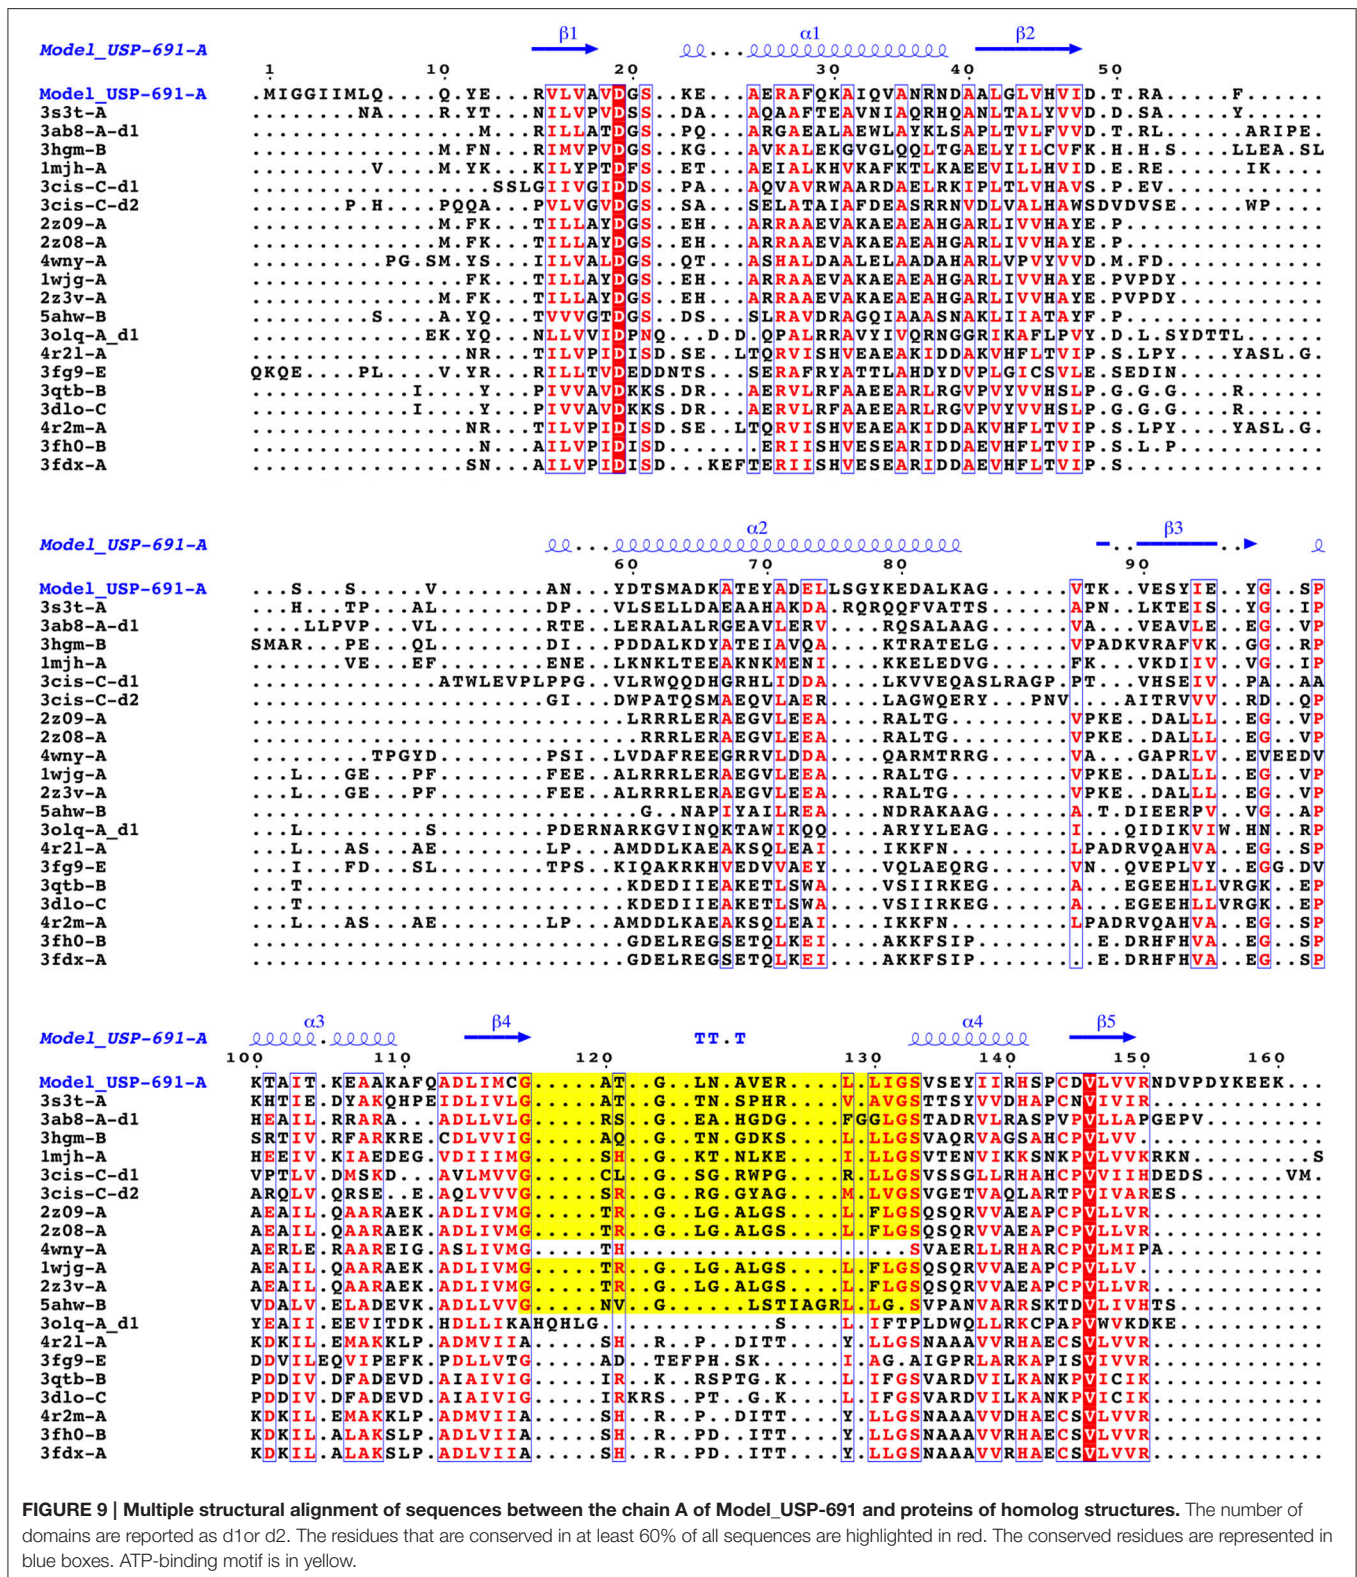 β1 α1 β2
Model_USP-691-A
1 10 20 30 40 50
Model_USP-691-A .MIGGIIMLQ....Q.YE...RVLVAVDGS..KE...AERAFQKAIQVANRNDAALGLVHVID.T.RA.....F......
3s3t-A ........NA....R.YT...NILVPVDSS..DA...AQAAFTEAVNIAQRHQANLTALYVVD.D.SA.....Y......
3ab8-A-d1 .................M...RILLATDGS..PQ...ARGAEALAEWLAYKLSAPLTVLFVVD.T.RL......ARIPE.
3hgm-B ..............M.FN...RIMVPVDGS..KG...AVKALEKGVGLQQLTGAELYILCVFK.H.H.S.....LLEA.SL
1mjh-A .........V....M.YK...KILYPTDFS..ET...AEIALKHVKAFKTLKAEEVILLHVID.E.RE......IK.....
3cis-C-d1 ..................SSLGIIVGIDDS..PA...AQVAVRWAARDAELRKIPLTLVHAVS.P.EV..............
3cis-C-d2 .......P.H....PQQA...PVLVGVDGS..SA...SELATAIAFDEASRRNVDLVALHAWSDVDVSE.....WP.....
2z09-A ..............M.FK...TILLAYDGS..EH...ARRAAEVAKAEAEAHGARLIVVHAYE.P................
2z08-A ..............M.FK...TILLAYDGS..EH...ARRAAEVAKAEAEAHGARLIVVHAYE.P................
4wny-A ..........PG.SM.YS...IILVALDGS..QT...ASHALDAALELAADAHARLVPVYVVD.M.FD.............
1wjg-A ................FK...TILLAYDGS..EH...ARRAAEVAKAEAEAHGARLIVVHAYE.PVPDY............
2z3v-A ..............M.FK...TILLAYDGS..EH...ARRAAEVAKAEAEAHGARLIVVHAYE.PVPDY............
5ahw-B .........S....A.YQ...TVVVGTDGS..DS...SLRAVDRAGQIAAASNAKLIIATAYF.P................
3olq-A_d1 .............EK.YQ...NLLVVIDPNQ...D.D.QPALRRAVYIVQRNGGRIKAFLPVY.D.L.SYDTTL.......
4r2l-A ................NR...TILVPIDISD.SE..LTQRVISHVEAEAKIDDAKVHFLTVIP.S.LPY.....YASL.G.
3fg9-E QKQE....PL....V.YR...RILLTVDEDDNTS...SERAFRYATTLAHDYDVPLGICSVLE.SEDIN............
3qtb-B ............I....Y...PIVVAVDKKS.DR...AERVLRFAAEEARLRGVPVYVVHSLP.G.G.G.....R......
3dlo-C ............I....Y...PIVVAVDKKS.DR...AERVLRFAAEEARLRGVPVYVVHSLP.G.G.G.....R......
4r2m-A ................NR...TILVPIDISD.SE..LTQRVISHVEAEAKIDDAKVHFLTVIP.S.LPY.....YASL.G.
3fh0-B .................N...AILVPIDISD........ERIISHVESEARIDDAEVHFLTVIP.S.L.P...........
3fdx-A ................SN...AILVPIDISD....KEFTERIISHVESEARIDDAEVHFLTVIP.S...............
α2 β3
Model_USP-691-A
60 70 80 90
Model_USP-691-A ...S...S.....V.......AN...YDTSMADKATEYADELLSGYKEDALKAG......VTK...VESYIE...YG...SP
3s3t-A ...H...TP...AL.......DP...VLSELLDAEAAHAKDA.RQRQQFVATTS......APN...LKTEIS...YG...IP
3ab8-A-d1 ....LLPVP...VL.......RTE..LERALALRGEAVLERV....RQSALAAG......VA....VEAVLE...EG...VP
3hgm-B SMAR...PE...QL.......DI...PDDALKDYATEIAVQA....KTRATELG......VPADKVRAFVK...GG...RP
1mjh-A .......VE...EF.......ENE..LKNKLTEEAKNKMENI....KKELEDVG......FK....VKDIIV...VG...IP
3cis-C-d1 ..............ATWLEVPLPPG...VLRWQQDHGRHLIDDA....LKVVEQASLRAGP.PT....VHSEIV...PA...AA
3cis-C-d2 .....................GI...DWPATQSMAEQVLAER....LAGWQERY...PNV.....AITRVVV...RD...QP
2z09-A ............................LRRRLERAEGVLEEA....RALTG.........VPKE..DALLL...EG...VP
2z08-A .............................RRRLERAEGVLEEA....RALTG.........VPKE..DALLL...EG...VP
4wny-A .........TPGYD........PSI..LVDAFREEGRRVLDDA....QARMTRRG......VA....GAPRLV...EVEEDV
1wjg-A ...L...GE...PF.......FEE..ALRRRLERAEGVLEEA....RALTG.........VPKE..DALLL...EG...VP
2z3v-A ...L...GE...PF.......FEE..ALRRRLERAEGVLEEA....RALTG.........VPKE..DALLL...EG...VP
5ahw-B .............................G..NAPIYAILREA....NDRAKAAG......A.T.DIEERPV...VG...AP
3olq-A_d1 ...L.........S.......PDERNARKGVINQKTAWIKQQ....ARYYLEAG......I....QIDIKVIW.HN...RP
4r2l-A ...L...AS...AE.......LP...AMDDLKAEAKSQLEAI....IKKFN.........LPADRVQAHVA...EG...SP
3fg9-E ...I...FD...SL.......TPS..KIQAKRKHVEDVVAEY....VQLAEQRG......VN...QVEPLVY...EGG.DV
3qtb-B ...T........................KDEDIIEAKETLSWA....VSIIRKEG......A....EGEEHLLVRGK...EP
3dlo-C ...T........................KDEDIIEAKETLSWA....VSIIRKEG......A....EGEEHLLVRGK...EP
4r2m-A ...L...AS...AE.......LP...AMDDLKAEAKSQLEAI....IKKFN.........LPADRVQAHVA...EG...SP
3fh0-B ............................GDELREGSETQLKEI....AKKFSIP.........E.DRHFHVA...EG...SP
3fdx-A ............................GDELREGSETQLKEI....AKKFSIP.........E.DRHFHVA...EG...SP
α3 β4 α4 β5
Model_USP-691-A TT.T
100 110 120 130 140 150 160
Model_USP-691-A KTAIT.KEAAKAFQADLIMCG.....AT..G..LN.AVER....L.LIGSVSEYIIRHSPCDVLVVRNDVPDYKEEK...
3s3t-A KHTIE.DYAKQHPEIDLIVLG.....AT..G..TN.SPHR....V.AVGSTTSYVVDHAPCNVIVIR.............
3ab8-A-d1 HEAIL.RRARA...ADLLVLG.....RS..G..EA.HGDG....FGGLGSTADRVLRASPVPVLLAPGEPV.........
3hgm-B SRTIV.RFARKRE.CDLVVIG.....AQ..G..TN.GDKS....L.LLGSVAQRVAGSAHCPVLVV..............
1mjh-A HEEIV.KIAEDEG.VDIIIMG.....SH..G..KT.NLKE....I.LLGSVTENVIKKSNKPVLVVKRKN.........S
3cis-C-d1 VPTLV.DMSKD...AVLMVVG.....CL..G..SG.RWPG....R.LLGSVSSGLLRHAHCPVVIIHDEDS......VM.
3cis-C-d2 ARQLV.QRSE..E.AQLVVVG.....SR..G..RG.GYAG....M.LVGSVGETVAQLARTPVIVARES...........
2z09-A AEAIL.QAARAEK.ADLIVMG.....TR..G..LG.ALGS....L.FLGSQSQRVVAEAPCPVLLVR.............
2z08-A AEAIL.QAARAEK.ADLIVMG.....TR..G..LG.ALGS....L.FLGSQSQRVVAEAPCPVLLVR.............
4wny-A AERLE.RAAREIG.ASLIVMG.....TH......................SVAERLLRHARCPVLMIPA............
1wjg-A AEAIL.QAARAEK.ADLIVMG.....TR..G..LG.ALGS....L.FLGSQSQRVVAEAPCPVLLV..............
2z3v-A AEAIL.QAARAEK.ADLIVMG.....TR..G..LG.ALGS....L.FLGSQSQRVVAEAPCPVLLVR.............
5ahw-B VDALV.ELADEVK.ADLLVVG.....NV..G......LSTIAGRL.LG.SVPANVARRSKTDVLIVHTS...........
3olq-A_d1 YEAII.EEVITDK.HDLLIKAHQHLG.............S....L.IFTPLDWQLLRKCPAPVWVKDKE...........
4r2l-A KDKIL.EMAKKLP.ADMVIIA.....SH..R..P..DITT....Y.LLGSNAAAVVRHAECSVLVVR.............
3fg9-E DDVILEQVIPEFK.PDLLVTG.....AD..TEFPH.SK......I.AG.AIGPRLARKAPISVIVVR.............
3qtb-B PDDIV.DFADEVD.AIAIVIG.....IR..K..RSPTG.K....L.IFGSVARDVILKANKPVICIK.............
3dlo-C PDDIV.DFADEVD.AIAIVIG.....IRKRS..PT..G.K....L.IFGSVARDVILKANKPVICIK.............
4r2m-A KDKIL.EMAKKLP.ADMVIIA.....SH..R..P..DITT....Y.LLGSNAAAVVDHAECSVLVVR.............
3fh0-B KDKIL.ALAKSLP.ADLVIIA.....SH..R..PD..ITT....Y.LLGSNAAAVVRHAECSVLVVR.............
3fdx-A KDKIL.ALAKSLP.ADLVIIA.....SH..R..PD..ITT....Y.LLGSNAAAVVRHAECSVLVVR.............
FIGURE 9 | Multiple structural alignment of sequences between the chain A of Model_USP-691 and proteins of homolog structures. The number of
domains are reported as d1or d2. The residues that are conserved in at least 60% of all sequences are highlighted in red. The conserved residues are represented in
blue boxes. ATP-binding motif is in yellow.